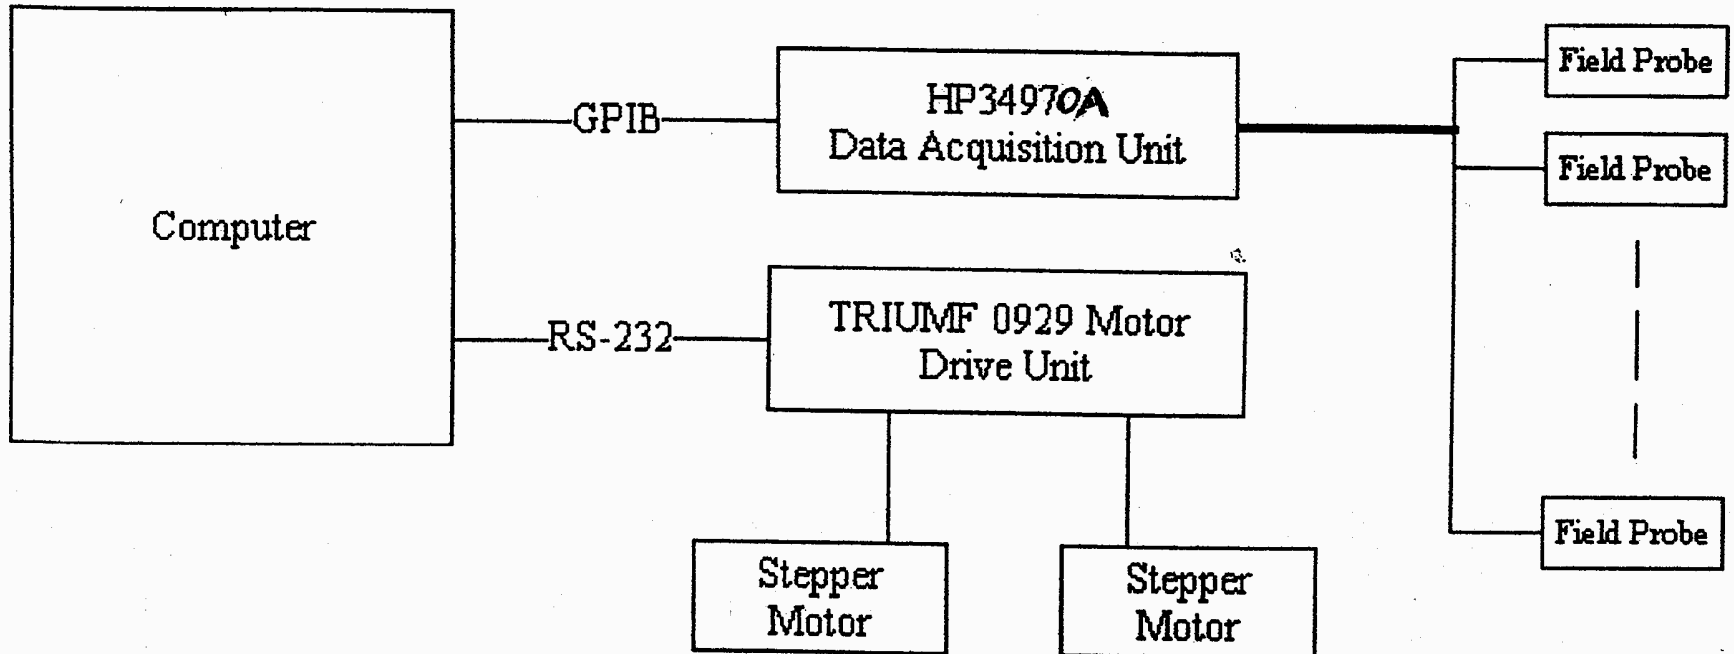 Computer
GPIB
HP34970A
Data Acquisition Unit
Field Probe
Field Probe
Field Probe
RS-232
TRIUMF 0929 Motor
Drive Unit
Stepper
Motor
Stepper
Motor